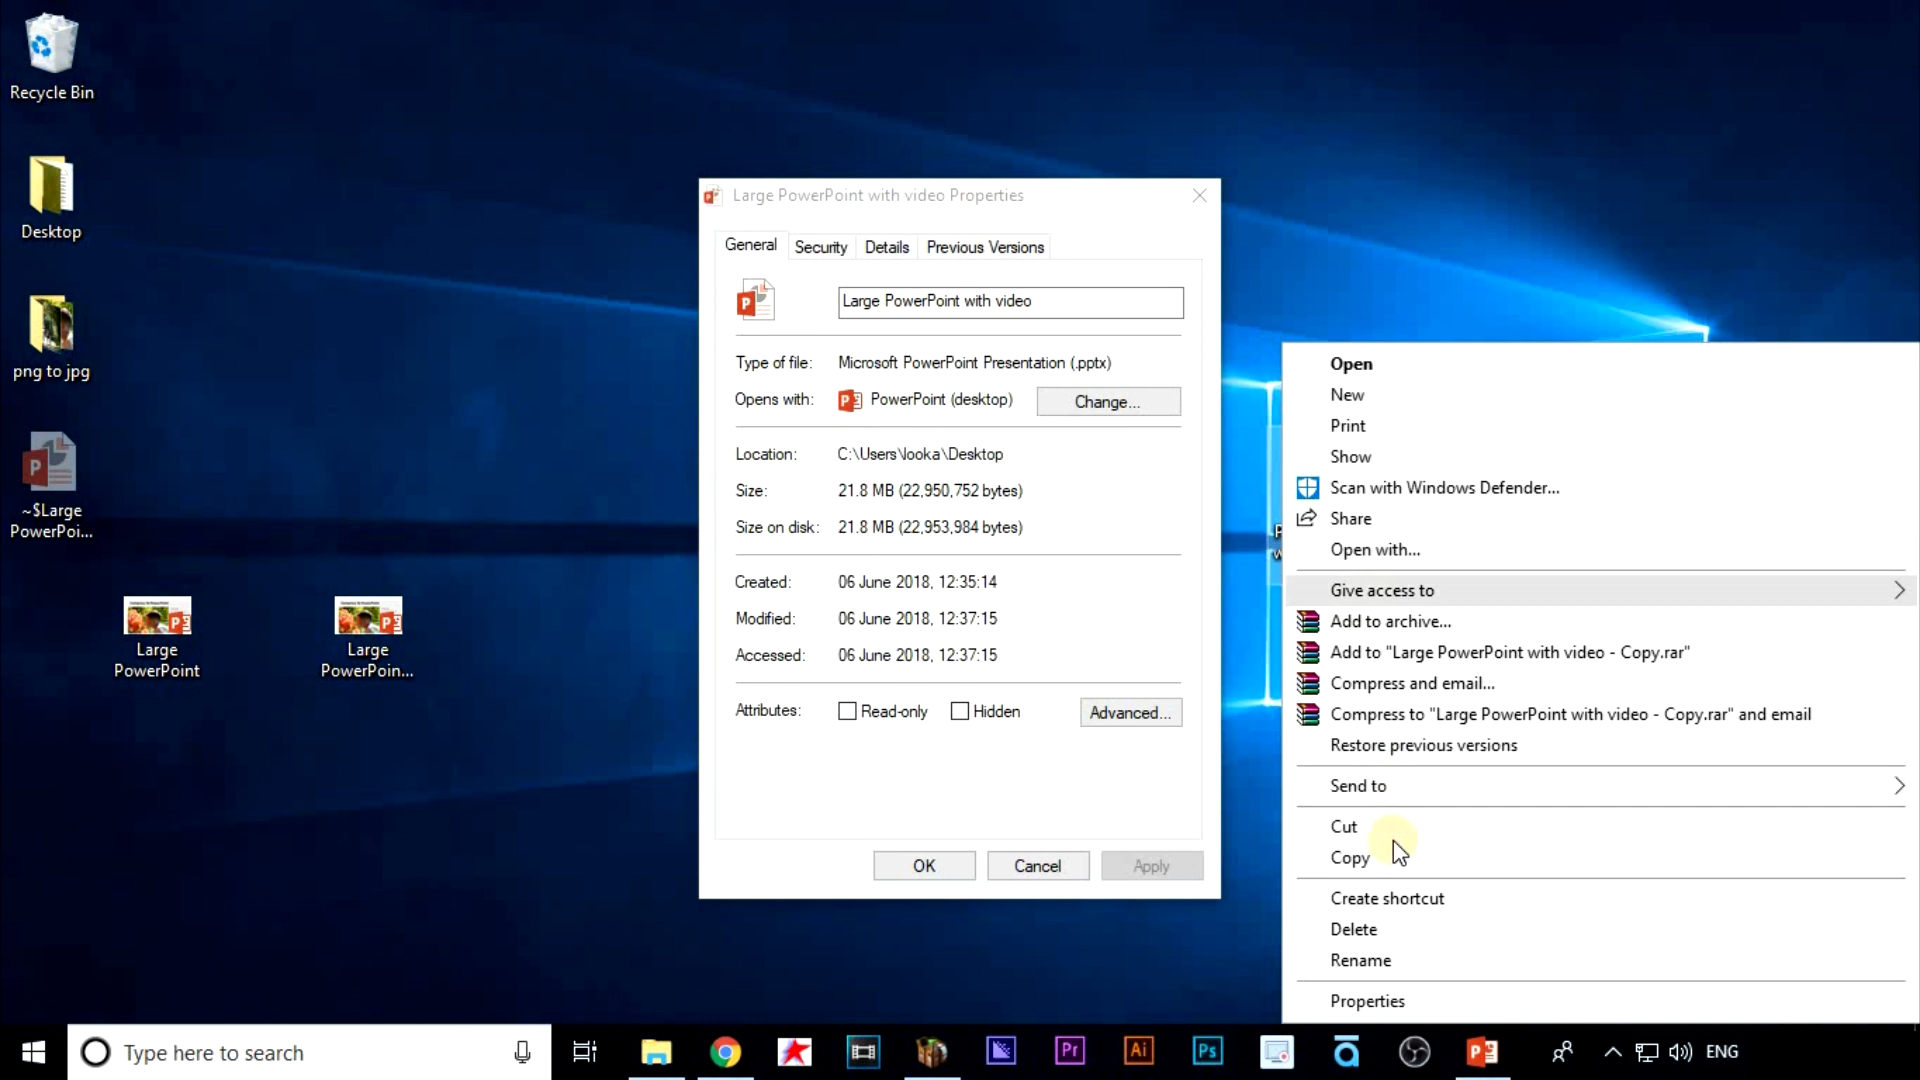 Recycle Bin
Desktop
png to jpg
~$Large
PowerPoi...
Large
PowerPoint
Large
PowerPoin...
Large PowerPoint with video Properties
General
Security
Details
Previous Versions
Large PowerPoint with video
Type of file:
Microsoft PowerPoint Presentation (.pptx)
Opens with:
PowerPoint (desktop)
Change...
Location:
C:\Users\looka\Desktop
Size:
21.8 MB (22,950,752 bytes)
Size on disk:
21.8 MB (22,953,984 bytes)
Created:
06 June 2018, 12:35:14
Modified:
06 June 2018, 12:37:15
Accessed:
06 June 2018, 12:37:15
Attributes:
Read-only
Hidden
Advanced...
OK
Cancel
Apply
Open
New
Print
Show
Scan with Windows Defender...
Share
Open with...
Give access to
Add to archive...
Add to "Large PowerPoint with video - Copy.rar"
Compress and email...
Compress to "Large PowerPoint with video - Copy.rar" and email
Restore previous versions
Send to
Cut
Copy
Create shortcut
Delete
Rename
Properties
Type here to search
Pr
Ai
Ps
ENG